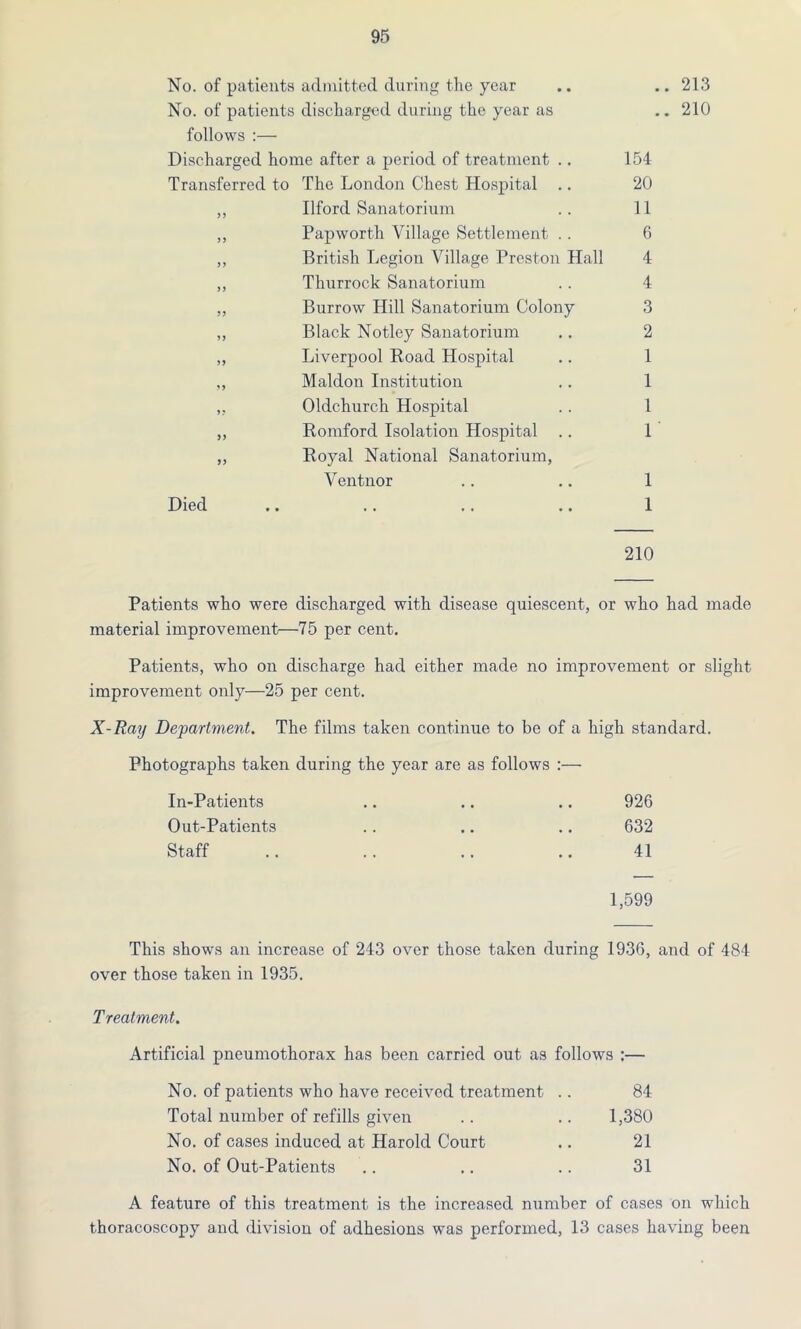 95
No. of patients admitted during the year .. .. 213
No. of patients discharged during the year as .. 210
follows :—
Discharged home after a period of treatment .. 154
Transferred to The London Chest Hospital .. 20
,, Ilford Sanatorium .. 11
,, Papworth Village Settlement .. 6
,, British Legion Village Preston Hall 4
,, Thurrock Sanatorium .. 4
,, Burrow Hill Sanatorium Colony 3
,, Black Notley Sanatorium .. 2
,, Liverpool Road Hospital .. 1
,, Maldon Institution .. 1
,, Oldchurch Hospital .. 1
,, Romford Isolation Hospital .. 1
,, Royal National Sanatorium,
Ventnor .. .. 1
Died .. .. .. .. 1
210
Patients who were discharged with disease quiescent, or who had made
material improvement—75 per cent.
Patients, who on discharge had either made no improvement or slight
improvement only—25 per cent.
X-Ray Department. The films taken continue to be of a high standard.
Photographs taken during the year are as follows :—
In-Patients .. .. .. 926
Out-Patients .. .. .. 632
Staff .. .. .. .. 41
1,599
This shows an increase of 243 over those taken during 1936, and of 484
over those taken in 1935.
Treatment.
Artificial pneumothorax has been carried out as follows :—
No. of patients who have received treatment .. 84
Total number of refills given .. .. 1,380
No. of cases induced at Harold Court .. 21
No. of Out-Patients .. .. .. 31
A feature of this treatment is the increased number of cases on which
thoracoscopy and division of adhesions was performed, 13 cases having been